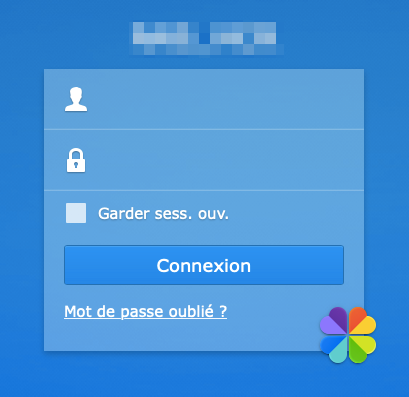 Garder sess. ouv.
Connexion
Mot de passe oublié ?